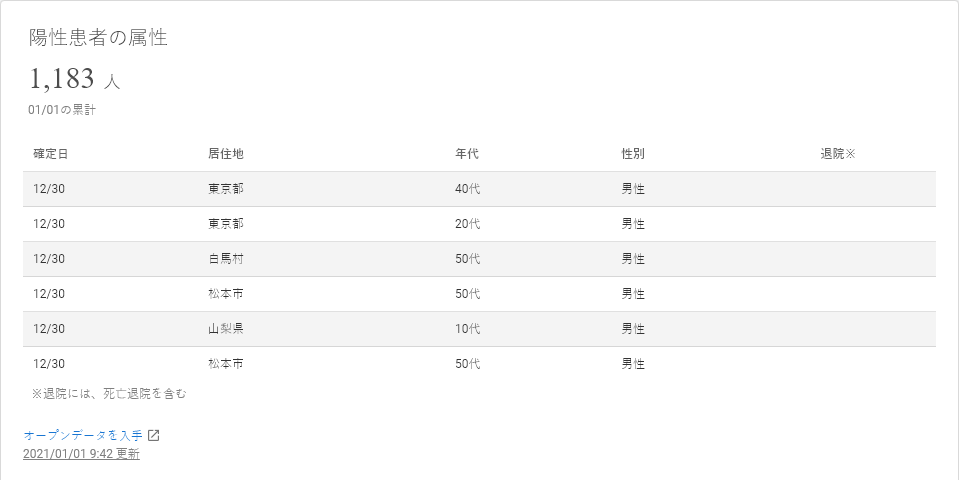 陽性患者の属性
1,183 人
01/01の累計
確定日 居住地 年代 性別 退院※
12/30 東京都 40代 男性
12/30 東京都 20代 男性
12/30 白馬村 50代 男性
12/30 松本市 50代 男性
12/30 山梨県 10代 男性
12/30 松本市 50代 男性
※退院には、死亡退院を含む
オープンデータを入手
2021/01/01 9:42 更新